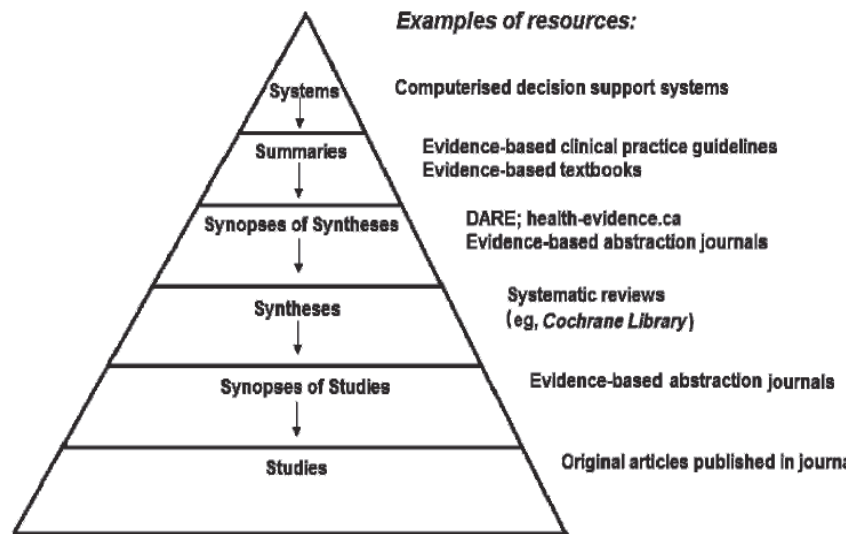 Examples of resources:
Systems
Computerised decision support systems
Summaries
Evidence-based clinical practice guidelines
Evidence-based textbooks
Synopses of Syntheses
DARE; health-evidence.ca
Evidence-based abstraction journals
Syntheses
Systematic reviews
(eg, Cochrane Library)
Synopses of Studies
Evidence-based abstraction journals
Studies
Original articles published in journa